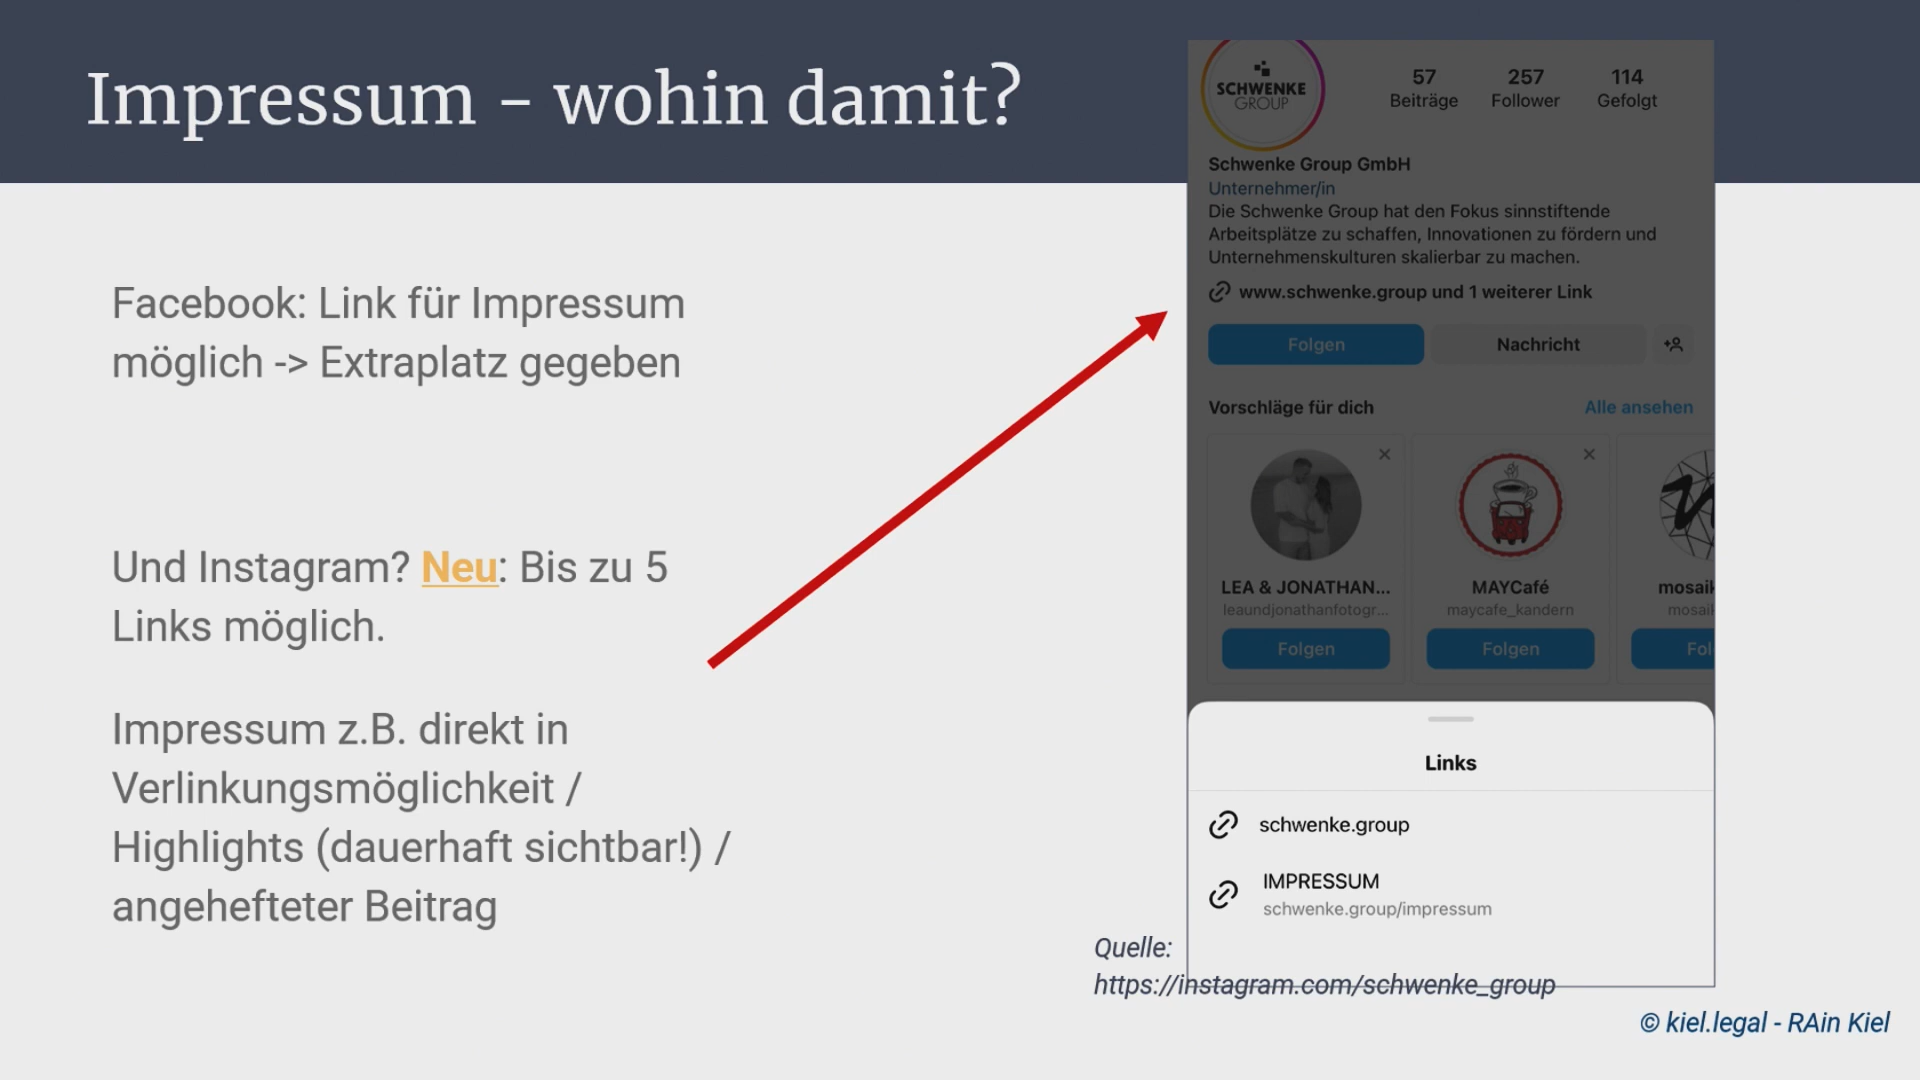 Impressum - wohin damit?
Facebook: Link für Impressum
möglich -> Extraplatz gegeben
Und Instagram? Neu: Bis zu 5
Links möglich.
Impressum z.B. direkt in
Verlinkungsmöglichkeit /
Highlights (dauerhaft sichtbar!) /
angehefteter Beitrag
SCHWENKE
GROUP
57 257 114
Beiträge Follower Gefolgt
Schwenke Group GmbH
Unternehmer/in
Die Schwenke Group hat den Fokus sinnstiftende
Arbeitsplätze zu schaffen, Innovationen zu fördern und
Unternehmenskulturen skalierbar zu machen.
www.schwenke.group und 1 weiterer Link
Folgen Nachricht
Vorschläge für dich Alle ansehen
LEA & JONATHAN... MAYCafé mosaik
leaundjonathanfotogr... maycafe_kandern mosaik
Folgen Folgen Fol
Links
schwenke.group
IMPRESSUM
schwenke.group/impressum
Quelle:
https://instagram.com/schwenke_group
© kiel.legal - RAin Kiel